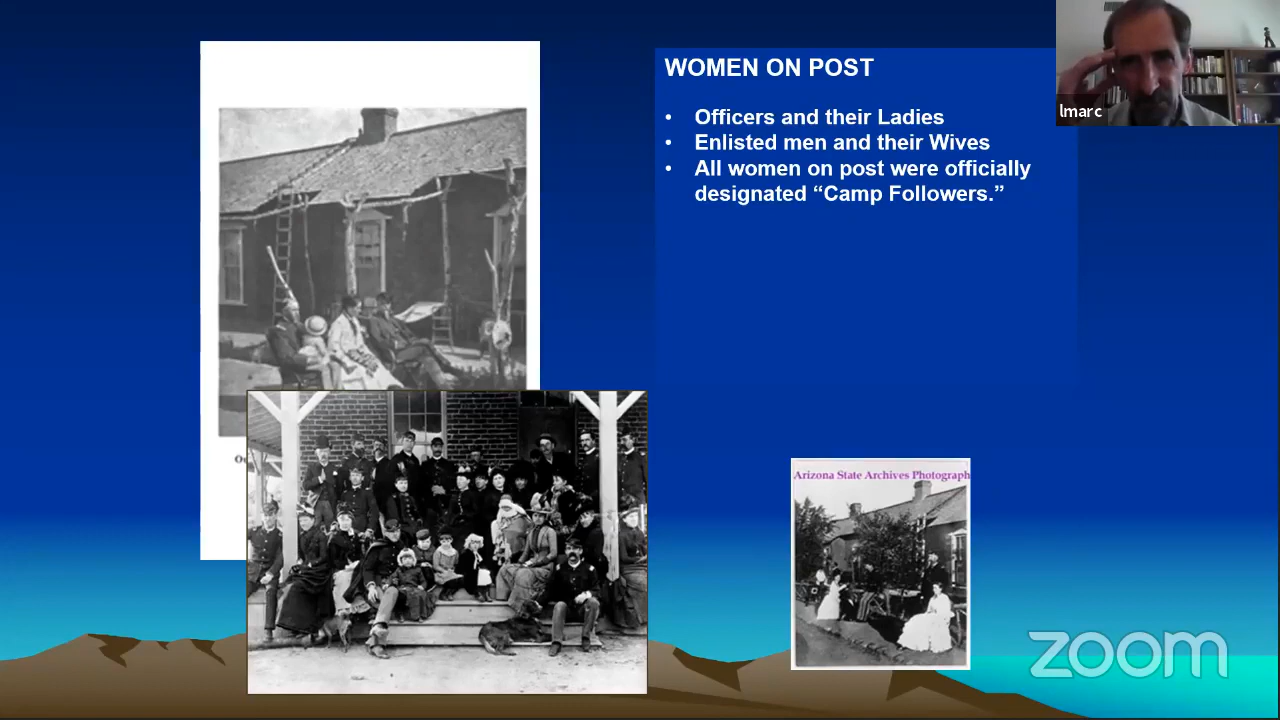 WOMEN ON POST
• Officers and their Ladies
• Enlisted men and their Wives
• All women on post were officially
designated “Camp Followers.”
lmarc
Arizona State Archives Photograph
zoom